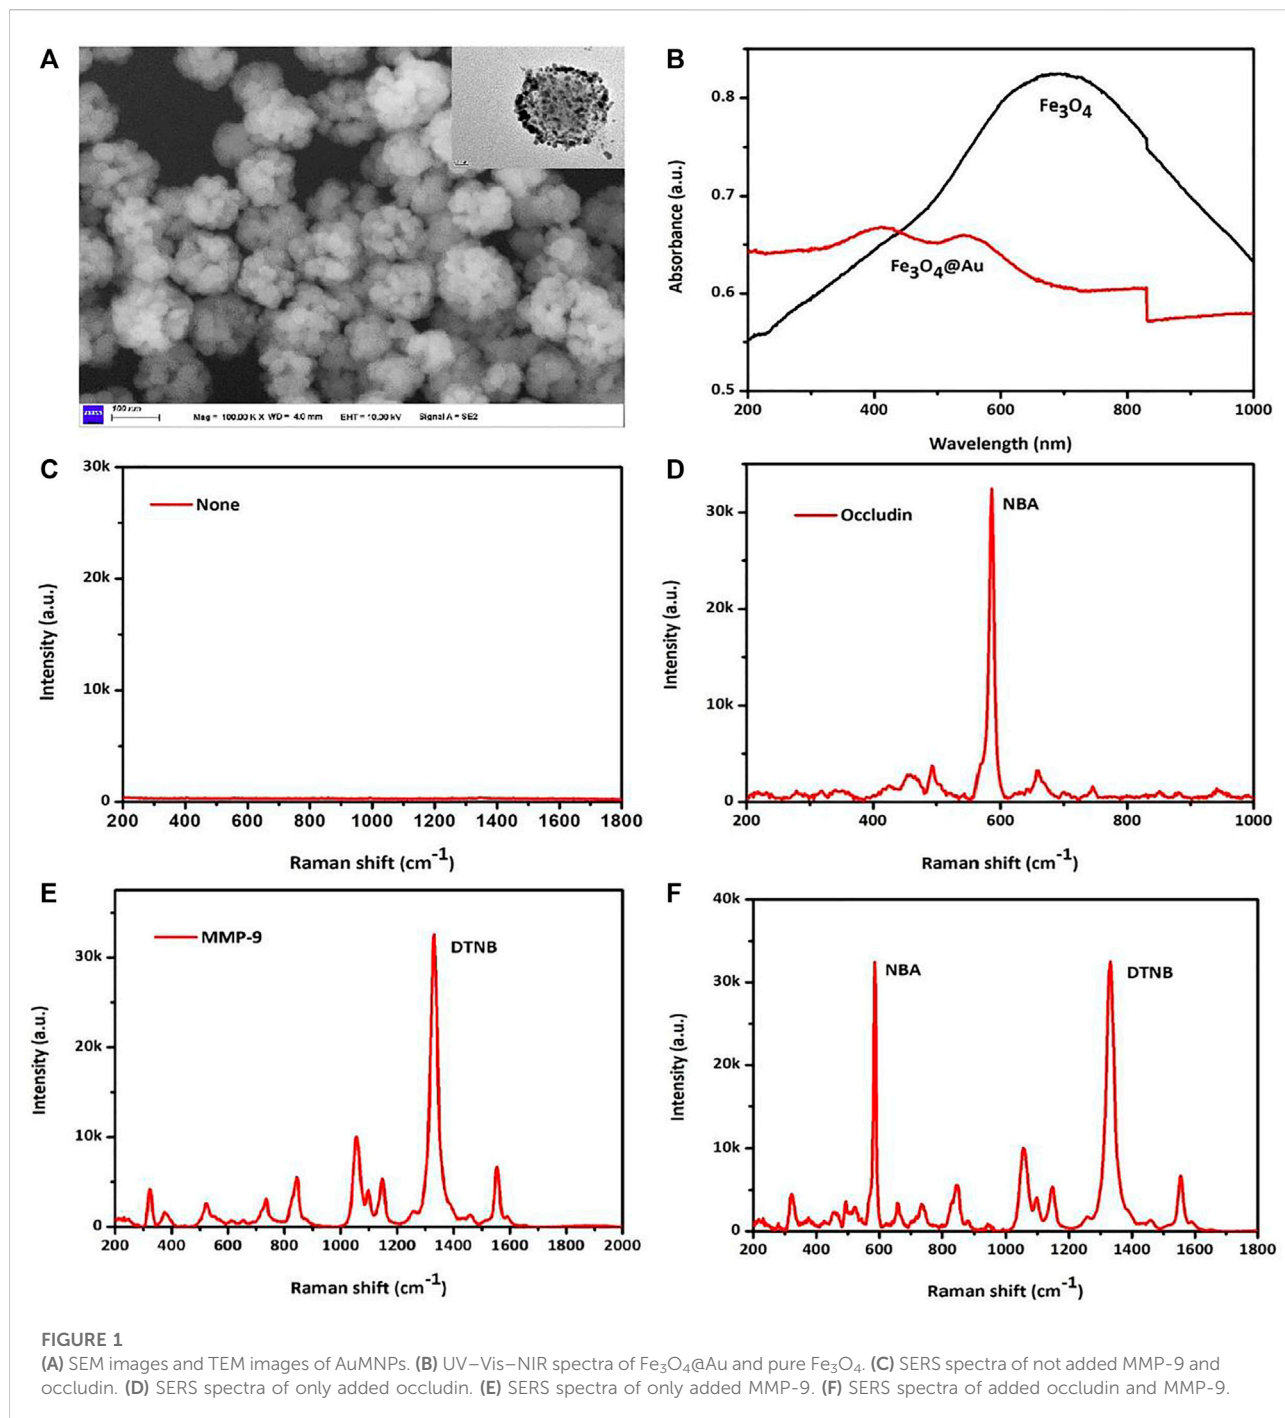 A
ZEISS
100 nm
Mag = 100.00 K X WD = 4.0 mm EHT = 10.00 kV Signal A = SE2
B
0.8
0.7
0.6
0.5
Absorbance (a.u.)
Fe3O4
Fe3O4@Au
200 400 600 800 1000
Wavelength (nm)
C
30k
20k
10k
0
Intensity (a.u.)
None
200 400 600 800 1000 1200 1400 1600 1800
Raman shift (cm-1)
D
30k
20k
10k
0
Intensity (a.u.)
Occludin
NBA
200 400 600 800 1000
Raman shift (cm-1)
E
30k
20k
10k
0
Intensity (a.u.)
MMP-9
DTNB
200 400 600 800 1000 1200 1400 1600 1800 2000
Raman shift (cm-1)
F
40k
30k
20k
10k
0
Intensity (a.u.)
NBA
DTNB
200 400 600 800 1000 1200 1400 1600 1800
Raman shift (cm-1)
FIGURE 1
(A) SEM images and TEM images of AuMNPs. (B) UV–Vis–NIR spectra of Fe3O4@Au and pure Fe3O4. (C) SERS spectra of not added MMP-9 and
occludin. (D) SERS spectra of only added occludin. (E) SERS spectra of only added MMP-9. (F) SERS spectra of added occludin and MMP-9.